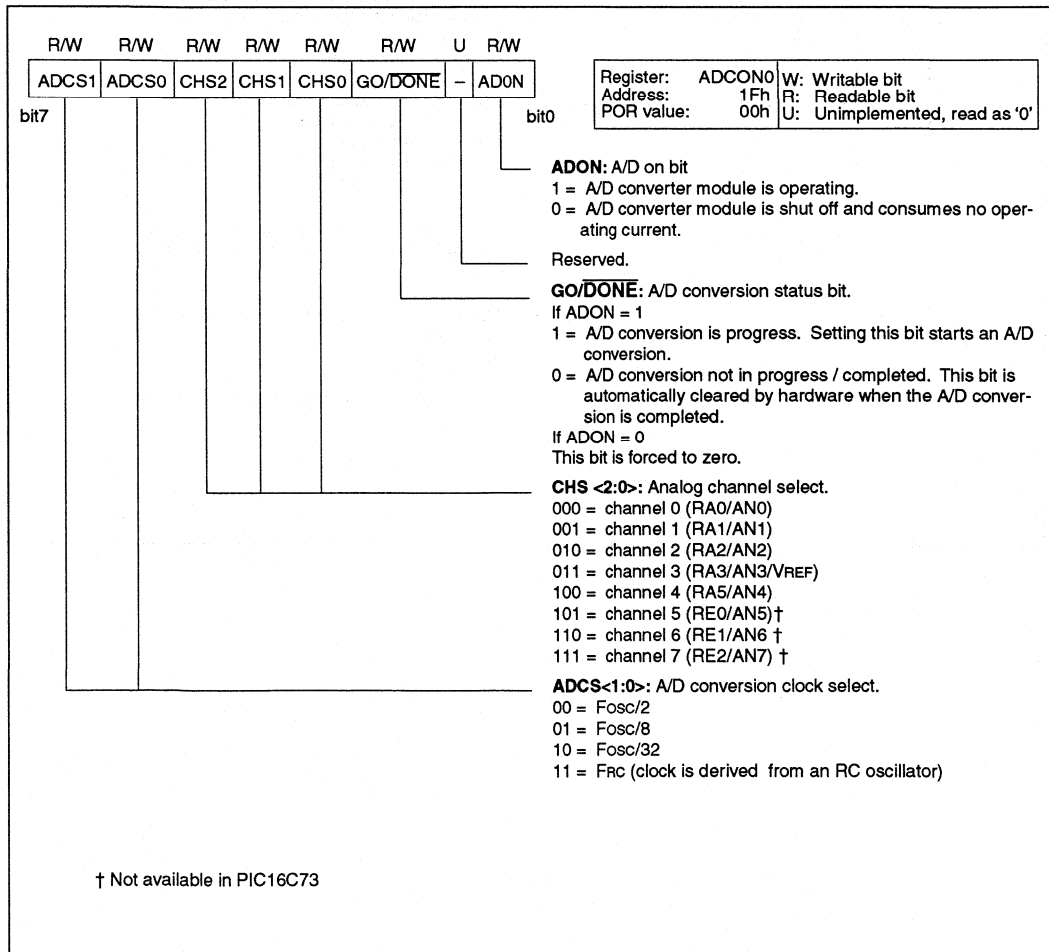 R/W R/W R/W R/W R/W R/W U R/W
ADCS1 ADCS0 CHS2 CHS1 CHS0 GO/DONE – AD0N
bit7 bit0
Register: ADCON0 W: Writable bit
Address: 1Fh R: Readable bit
POR value: 00h U: Unimplemented, read as ‘0’
ADON: A/D on bit
1 = A/D converter module is operating.
0 = A/D converter module is shut off and consumes no oper-
ating current.
Reserved.
GO/DONE: A/D conversion status bit.
If ADON = 1
1 = A/D conversion is progress. Setting this bit starts an A/D
conversion.
0 = A/D conversion not in progress / completed. This bit is
automatically cleared by hardware when the A/D conver-
sion is completed.
If ADON = 0
This bit is forced to zero.
CHS <2:0>: Analog channel select.
000 = channel 0 (RA0/AN0)
001 = channel 1 (RA1/AN1)
010 = channel 2 (RA2/AN2)
011 = channel 3 (RA3/AN3/VREF)
100 = channel 4 (RA5/AN4)
101 = channel 5 (RE0/AN5)†
110 = channel 6 (RE1/AN6 †
111 = channel 7 (RE2/AN7) †
ADCS<1:0>: A/D conversion clock select.
00 = FOSC/2
01 = FOSC/8
10 = FOSC/32
11 = FRC (clock is derived from an RC oscillator)
† Not available in PIC16C73